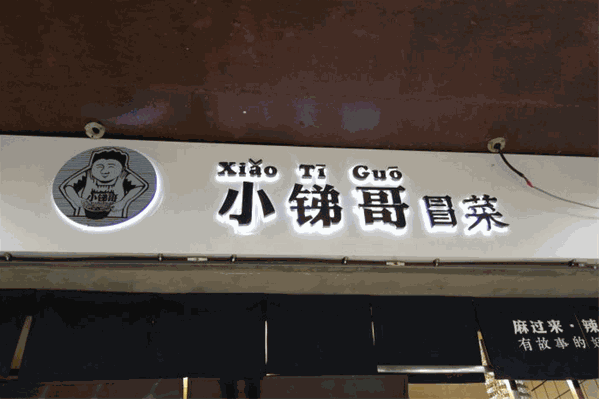 Xiǎo Tī Guō
小锑哥冒菜
小锑哥
麻过来·辣
有故事的